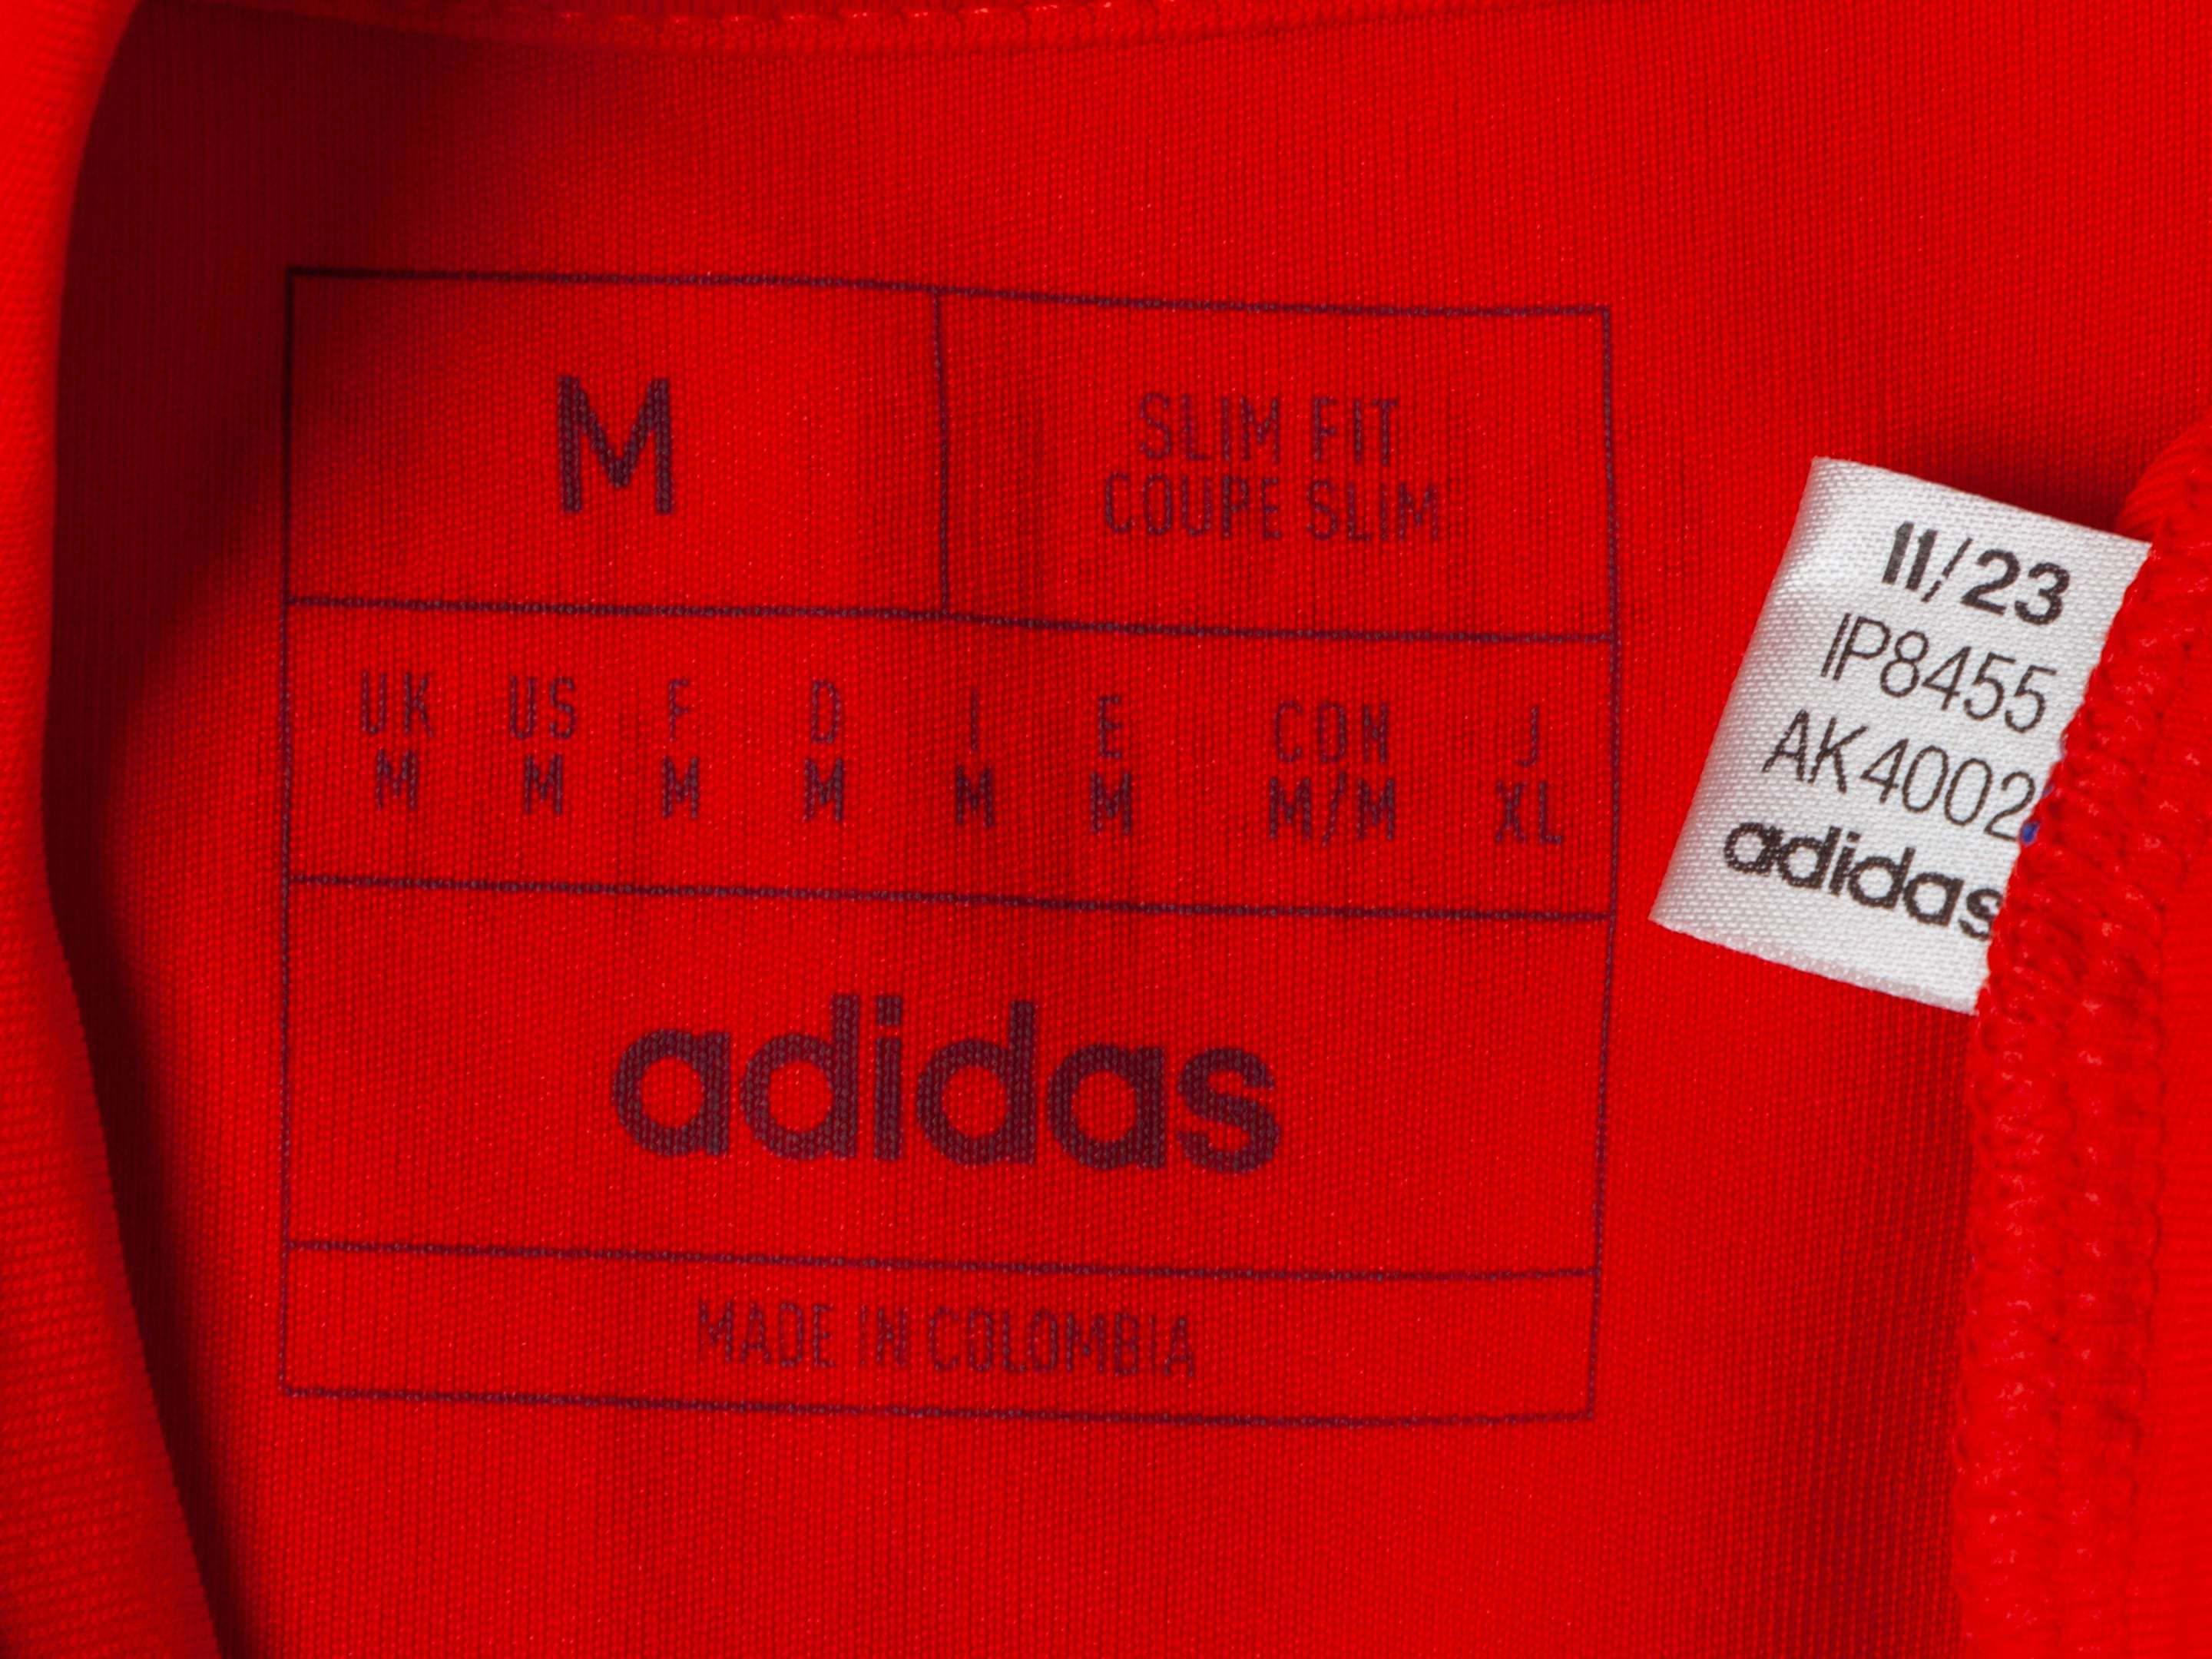 M
SLIM FIT
COUPE SLIM
UK US F D I E CDN J
M M M M M M M/M XL
adidas
MADE IN COLOMBIA
11/23
IP8455
AK4002
adidas